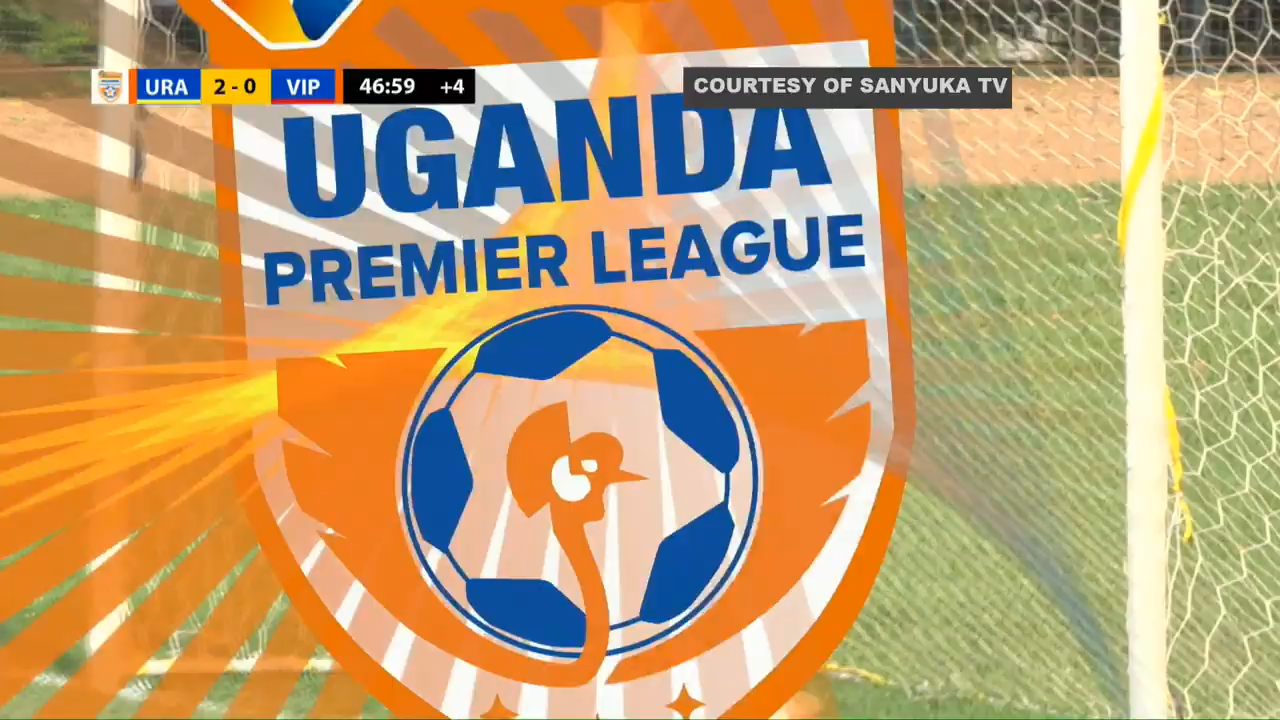 URA 2 - 0 VIP 46:59 +4
COURTESY OF SANYUKA TV
UGANDA
PREMIER LEAGUE